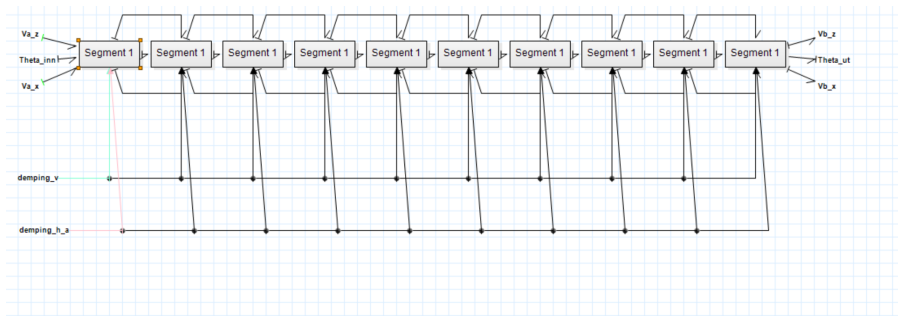 Va_z
Vb_z
Segment 1 Segment 1 Segment 1 Segment 1 Segment 1 Segment 1 Segment 1 Segment 1 Segment 1 Segment 1
Theta_inn
Theta_ut
Va_x
Vb_x
demping_v
demping_h_a